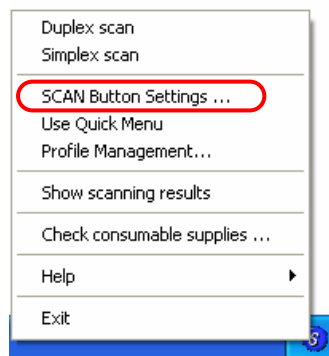 Duplex scan
Simplex scan
SCAN Button Settings ...
Use Quick Menu
Profile Management...
Show scanning results
Check consumable supplies ...
Help
Exit
S